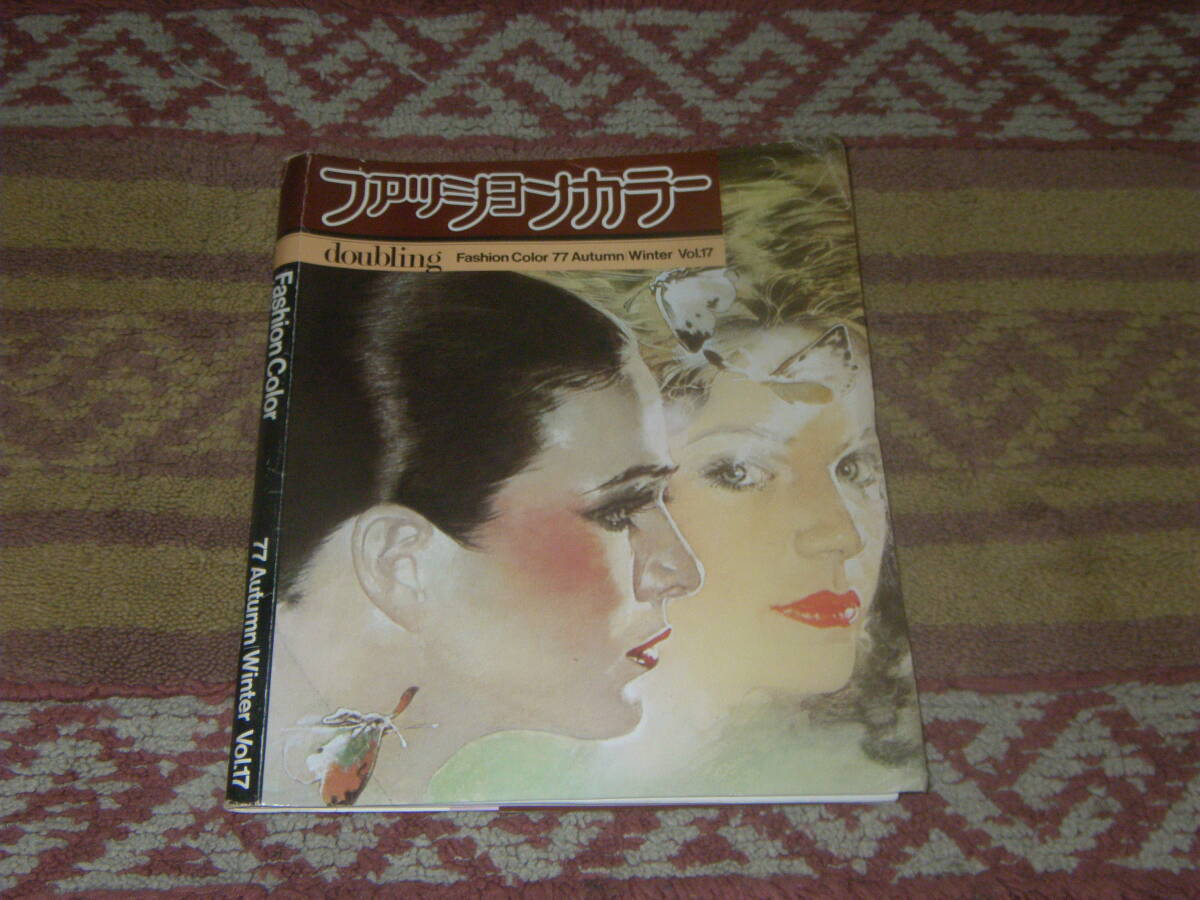 ファッションカラー
doubling Fashion Color 77 Autumn/Winter Vol.17
Fashion Color 77 Autumn/Winter Vol.17